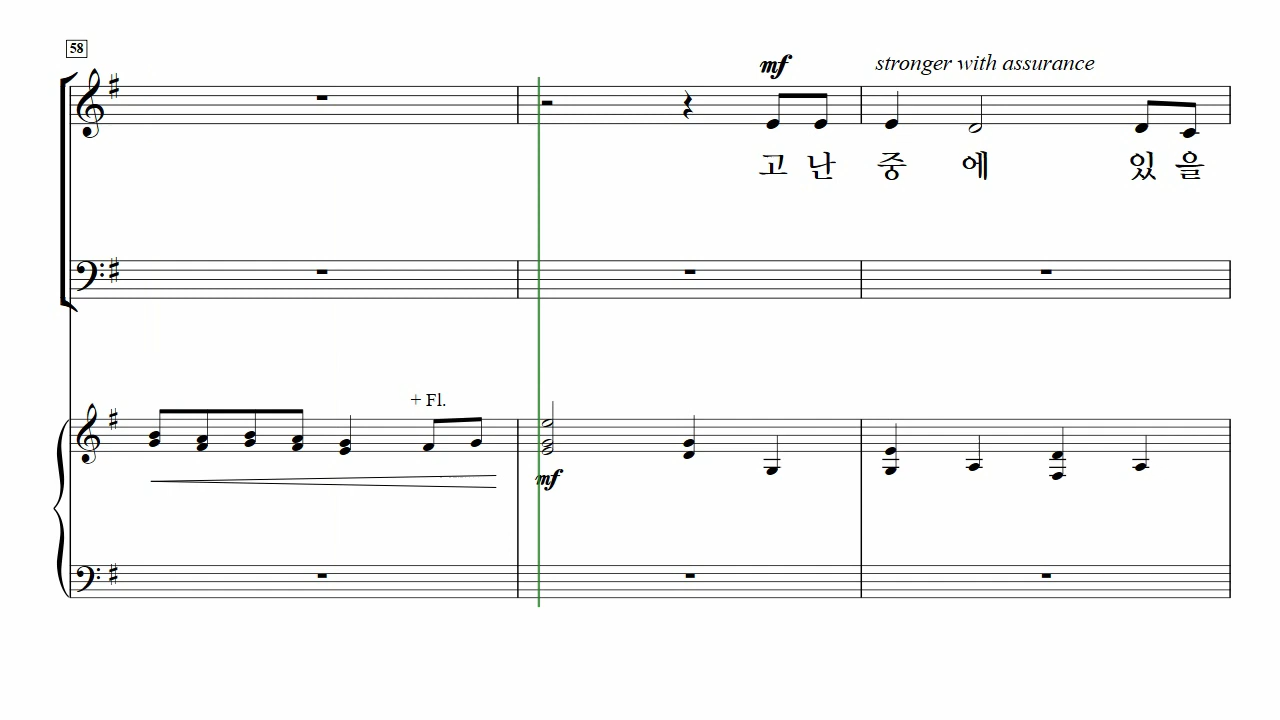 58
mf
stronger with assurance
고 난 중 에 있 을
+ Fl.
mf